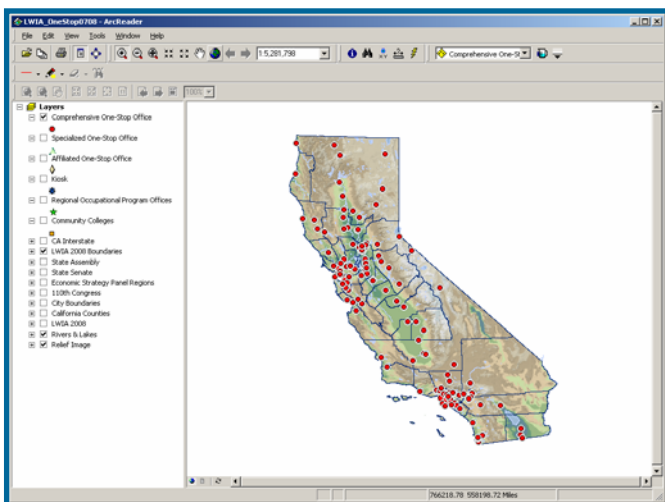 LWIA_OneStop0708 - ArcReader
File Edit View Tools Window Help
1:5,281,798
Comprehensive One-S
100%
Layers
Comprehensive One-Stop Office
Specialized One-Stop Office
Affiliated One-Stop Office
Kiosk
Regional Occupational Program Offices
Community Colleges
CA Interstate
LWIA 2008 Boundaries
State Assembly
State Senate
Economic Strategy Panel Regions
110th Congress
City Boundaries
California Counties
LWIA 2008
Rivers & Lakes
Relief Image
766218.78 558198.72 Miles